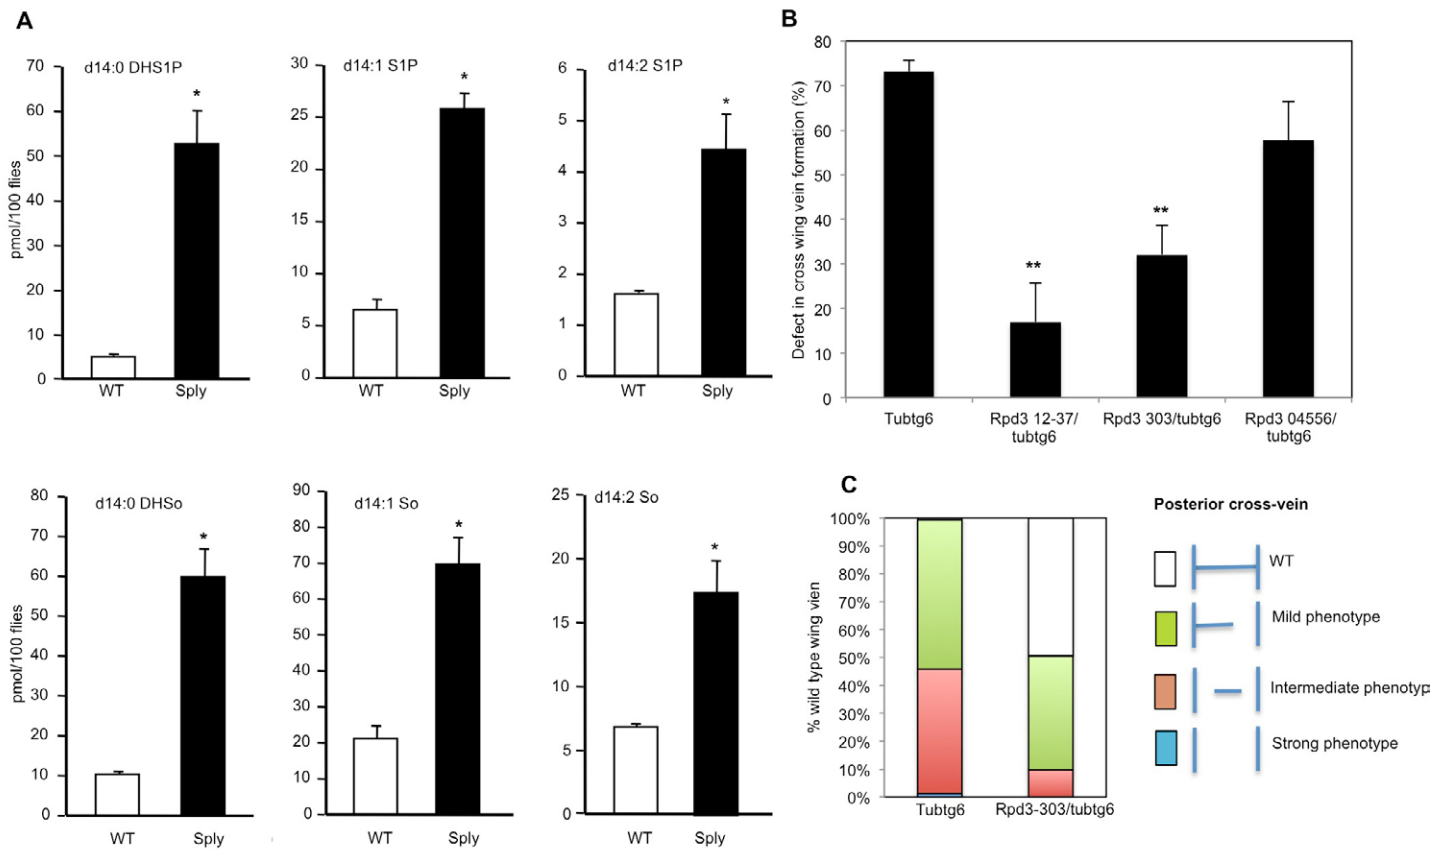 A
d14:0 DHS1P
70
60
50
40
30
20
10
0
pmol/100 flies
*
WT
Sply
d14:1 S1P
30
25
20
15
10
5
0
*
WT
Sply
d14:2 S1P
6
5
4
3
2
1
0
*
WT
Sply
d14:0 DHSo
80
70
60
50
40
30
20
10
0
pmol/100 flies
*
WT
Sply
d14:1 So
90
80
70
60
50
40
30
20
10
0
*
WT
Sply
d14:2 So
25
20
15
10
5
0
*
WT
Sply
B
80
70
60
50
40
30
20
10
0
Defect in cross wing vein formation (%)
**
**
Tubtg6
Rpd3 12-37/
tubtg6
Rpd3 303/tubtg6
Rpd3 04556/
tubtg6
C
100%
90%
80%
70%
60%
50%
40%
30%
20%
10%
0%
% wild type wing vien
Tubtg6
Rpd3-303/tubtg6
Posterior cross-vein
WT
Mild phenotype
Intermediate phenotyp
Strong phenotype